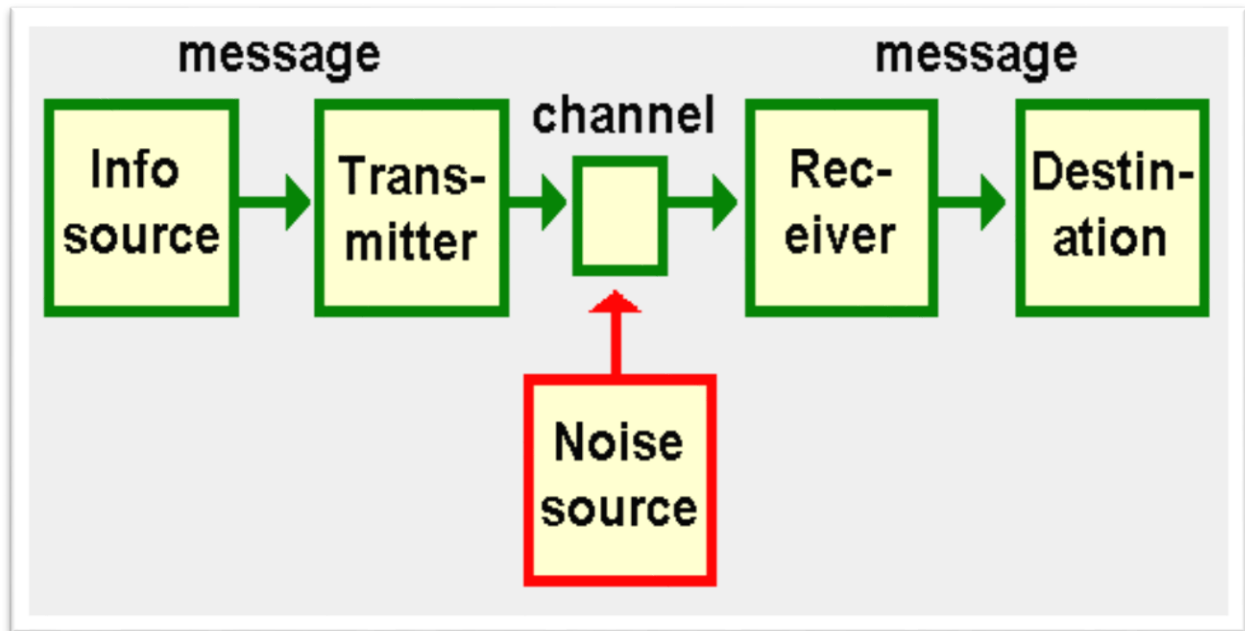 message
message
channel
Info
source
Trans-
mitter
Rec-
eiver
Destin-
ation
Noise
source